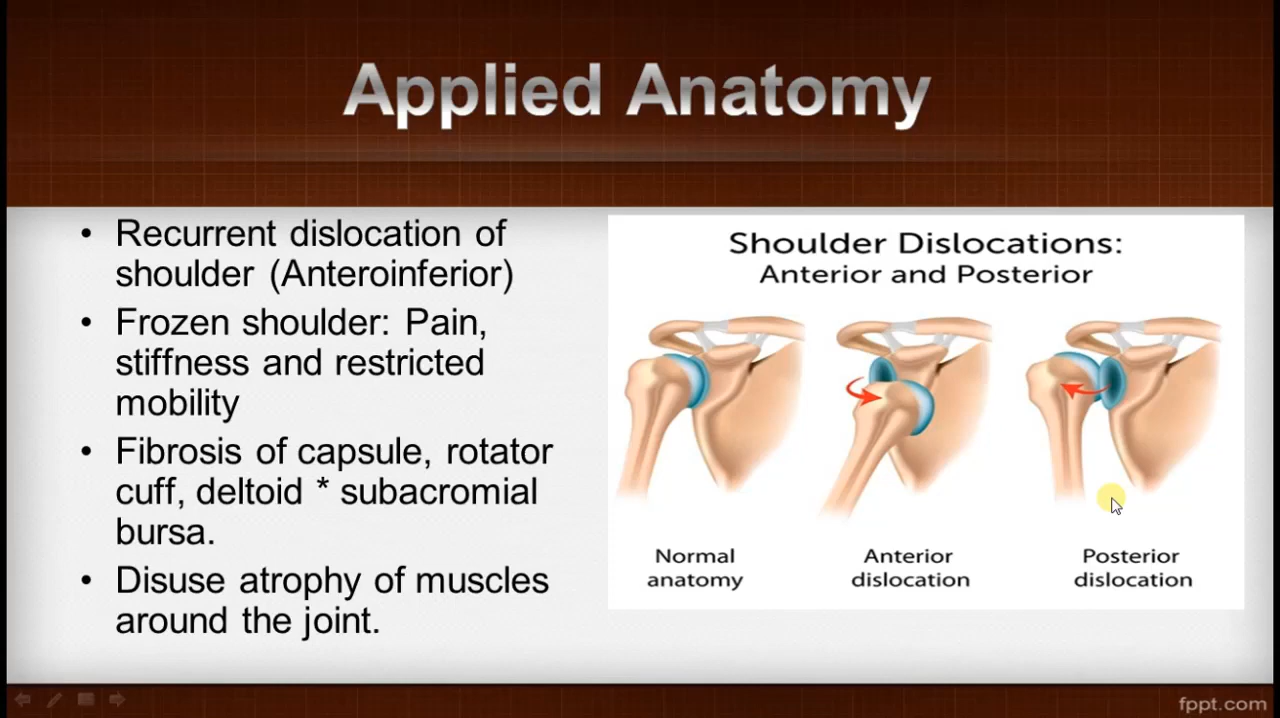 Applied Anatomy
• Recurrent dislocation of
shoulder (Anteroinferior)
• Frozen shoulder: Pain,
stiffness and restricted
mobility
• Fibrosis of capsule, rotator
cuff, deltoid * subacromial
bursa.
• Disuse atrophy of muscles
around the joint.
Shoulder Dislocations:
Anterior and Posterior
Normal
anatomy
Anterior
dislocation
Posterior
dislocation
fppt.com